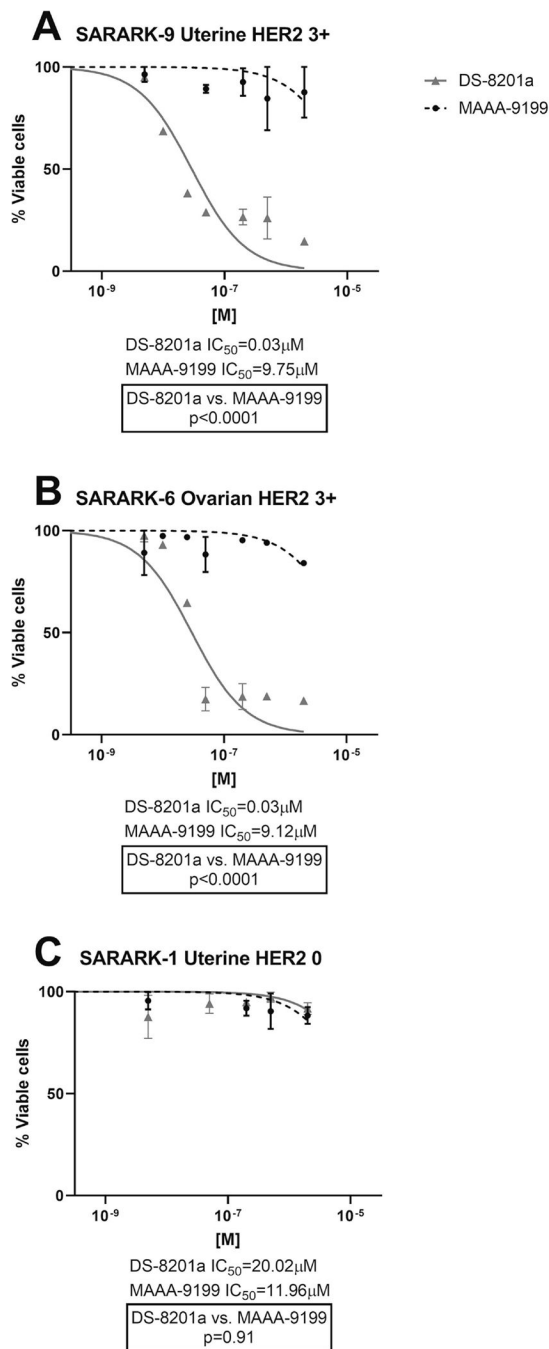 A SARARK-9 Uterine HER2 3+
DS-8201a
MAAA-9199
100
50
0
% Viable cells
10⁻⁹ 10⁻⁷ 10⁻⁵
[M]
DS-8201a IC₅₀=0.03μM
MAAA-9199 IC₅₀=9.75μM
DS-8201a vs. MAAA-9199
p<0.0001
B SARARK-6 Ovarian HER2 3+
100
50
0
% Viable cells
10⁻⁹ 10⁻⁷ 10⁻⁵
[M]
DS-8201a IC₅₀=0.03μM
MAAA-9199 IC₅₀=9.12μM
DS-8201a vs. MAAA-9199
p<0.0001
C SARARK-1 Uterine HER2 0
100
50
0
% Viable cells
10⁻⁹ 10⁻⁷ 10⁻⁵
[M]
DS-8201a IC₅₀=20.02μM
MAAA-9199 IC₅₀=11.96μM
DS-8201a vs. MAAA-9199
p=0.91